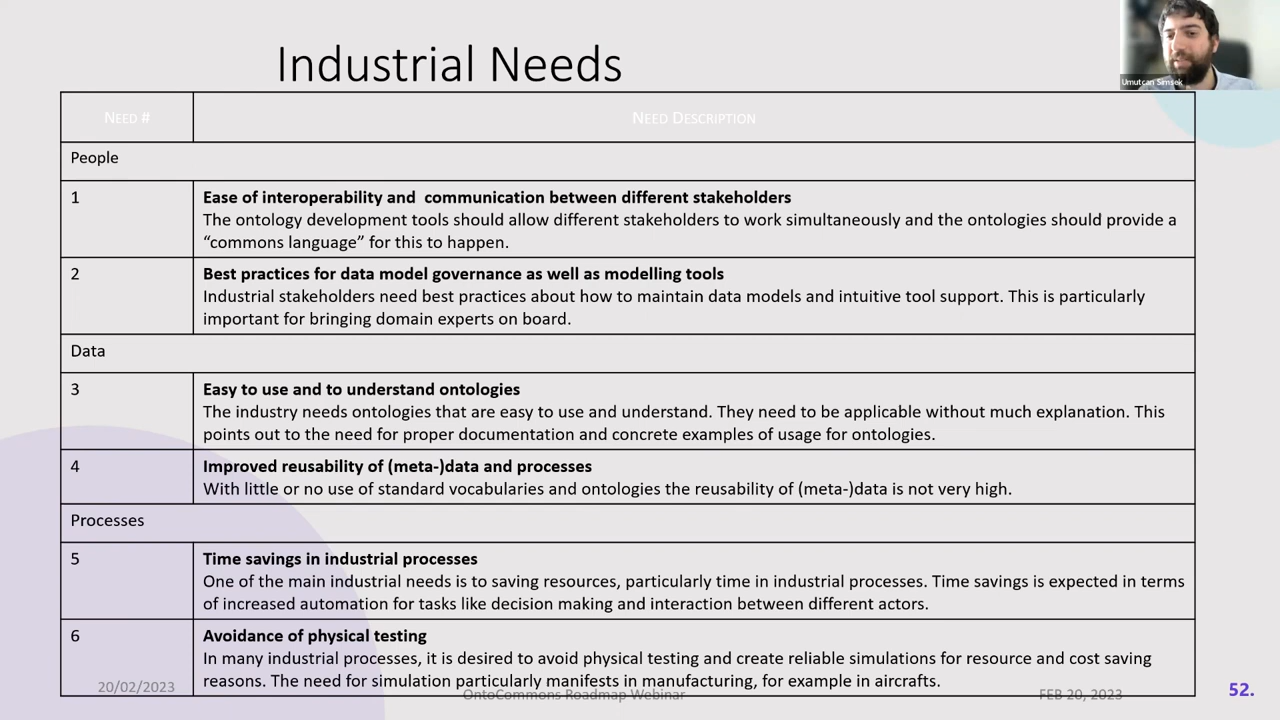 Industrial Needs
Umutcan Simsek
NEED # NEED DESCRIPTION
People
1 Ease of interoperability and communication between different stakeholders
The ontology development tools should allow different stakeholders to work simultaneously and the ontologies should provide a
“commons language” for this to happen.
2 Best practices for data model governance as well as modelling tools
Industrial stakeholders need best practices about how to maintain data models and intuitive tool support. This is particularly
important for bringing domain experts on board.
Data
3 Easy to use and to understand ontologies
The industry needs ontologies that are easy to use and understand. They need to be applicable without much explanation. This
points out to the need for proper documentation and concrete examples of usage for ontologies.
4 Improved reusability of (meta-)data and processes
With little or no use of standard vocabularies and ontologies the reusability of (meta-)data is not very high.
Processes
5 Time savings in industrial processes
One of the main industrial needs is to saving resources, particularly time in industrial processes. Time savings is expected in terms
of increased automation for tasks like decision making and interaction between different actors.
6 Avoidance of physical testing
In many industrial processes, it is desired to avoid physical testing and create reliable simulations for resource and cost saving
reasons. The need for simulation particularly manifests in manufacturing, for example in aircrafts.
20/02/2023 OntoCommons Roadmap Webinar FEB 20, 2023 52.